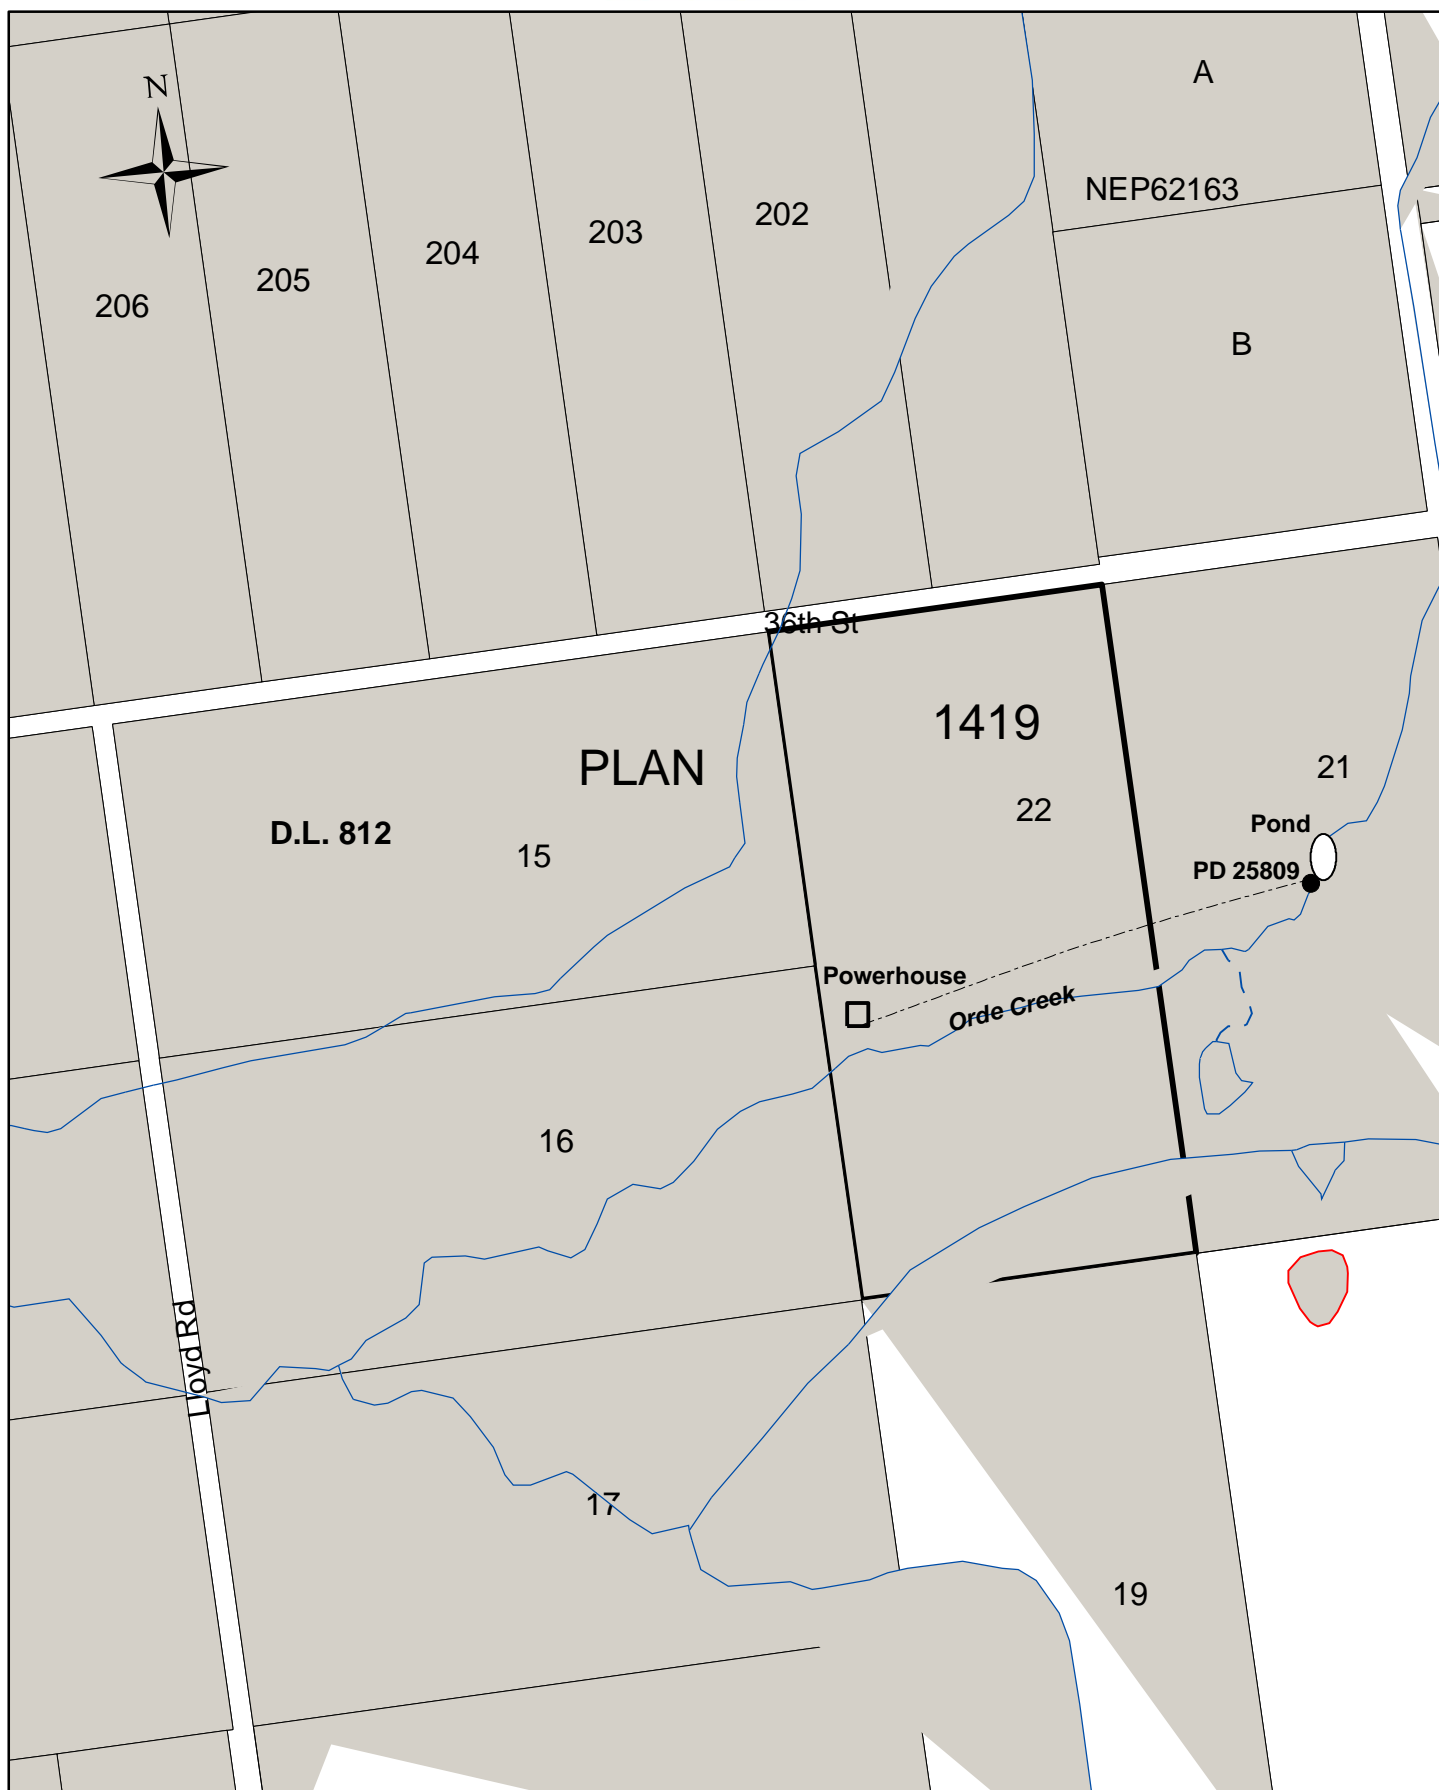 A
N
NEP62163
202
203
204
205
206
B
36th St
1419
PLAN
21
22
Pond
D.L. 812
15
PD 25809
Powerhouse
Orde Creek
16
Lloyd Rd
17
19